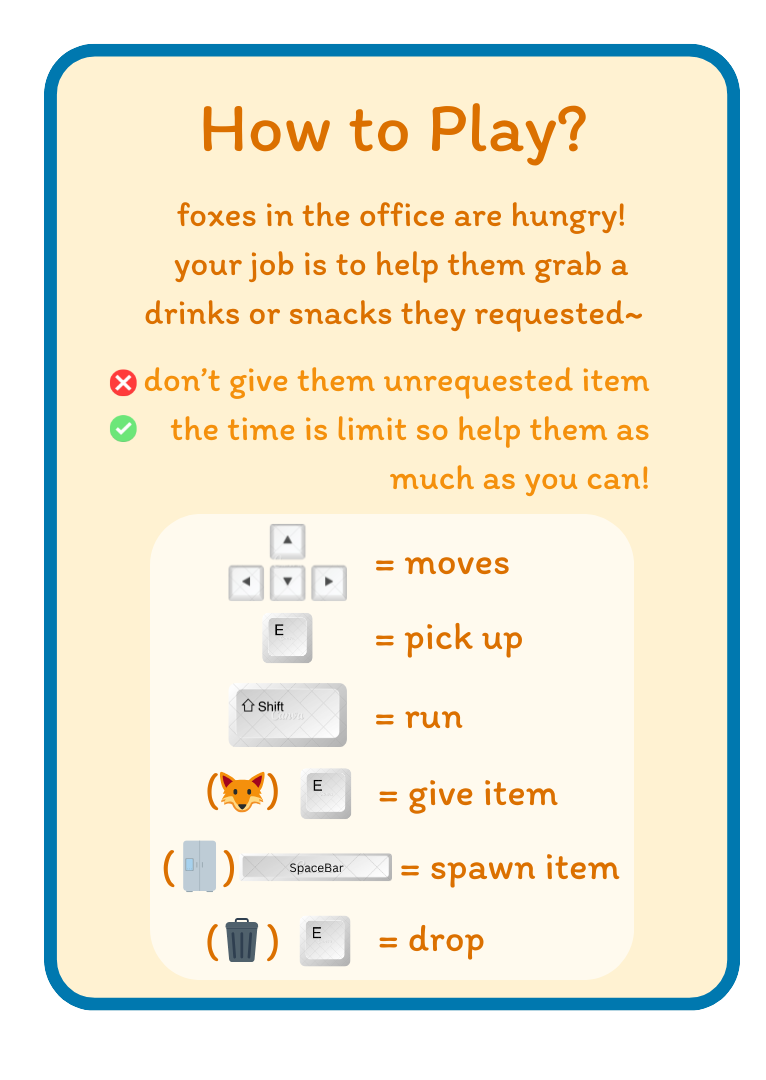 How to Play?
foxes in the office are hungry!
your job is to help them grab a
drinks or snacks they requested~
don't give them unrequested item
the time is limit so help them as
much as you can!
= moves
E = pick up
Shift = run
( ) E = give item
( ) SpaceBar = spawn item
( ) E = drop